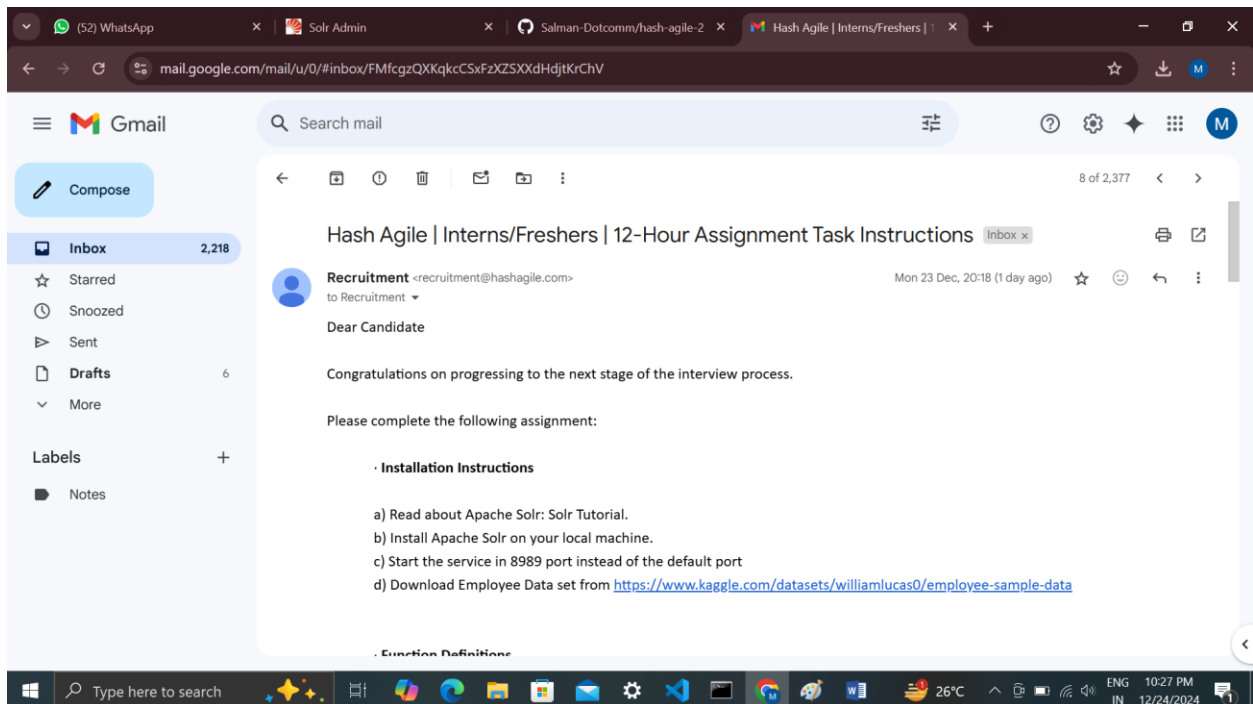 (52) WhatsApp
Solr Admin
Salman-Dotcomm/hash-agile-2
Hash Agile | Interns/Freshers | 1
mail.google.com/mail/u/0/#inbox/FMfcgzQXKqkcCSxFzXZSXXdHdjtKrChV
M
Gmail
Search mail
M
Compose
8 of 2,377
Hash Agile | Interns/Freshers | 12-Hour Assignment Task Instructions Inbox x
Inbox 2,218
Starred
Snoozed
Sent
Drafts 6
More
Labels
Notes
Recruitment <recruitment@hashagile.com> Mon 23 Dec, 20:18 (1 day ago)
to Recruitment
Dear Candidate
Congratulations on progressing to the next stage of the interview process.
Please complete the following assignment:
· Installation Instructions
a) Read about Apache Solr: Solr Tutorial.
b) Install Apache Solr on your local machine.
c) Start the service in 8989 port instead of the default port
d) Download Employee Data set from https://www.kaggle.com/datasets/williamlucas0/employee-sample-data
· Function Definitions
Type here to search
26°C
ENG
IN
10:27 PM
12/24/2024